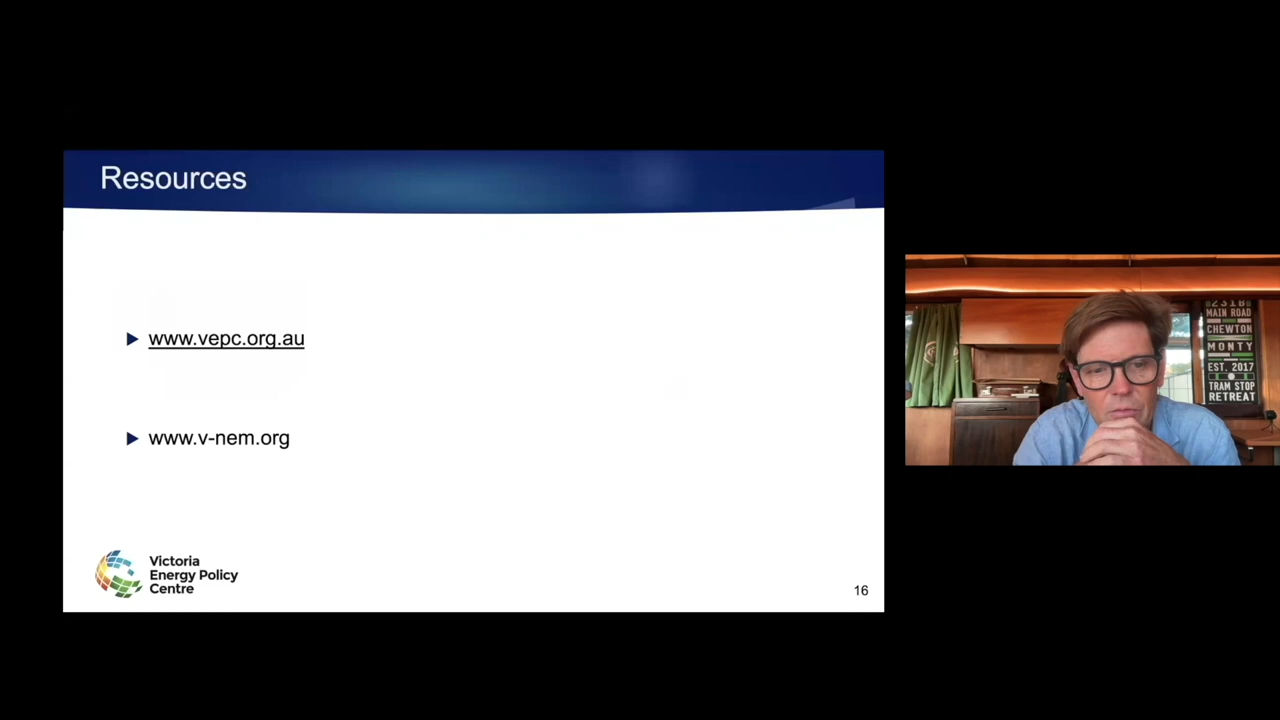 Resources
www.vepc.org.au
www.v-nem.org
Victoria
Energy Policy
Centre
16
231B
MAIN ROAD
CHEWTON
MONTY
EST. 2017
TRAM STOP
RETREAT